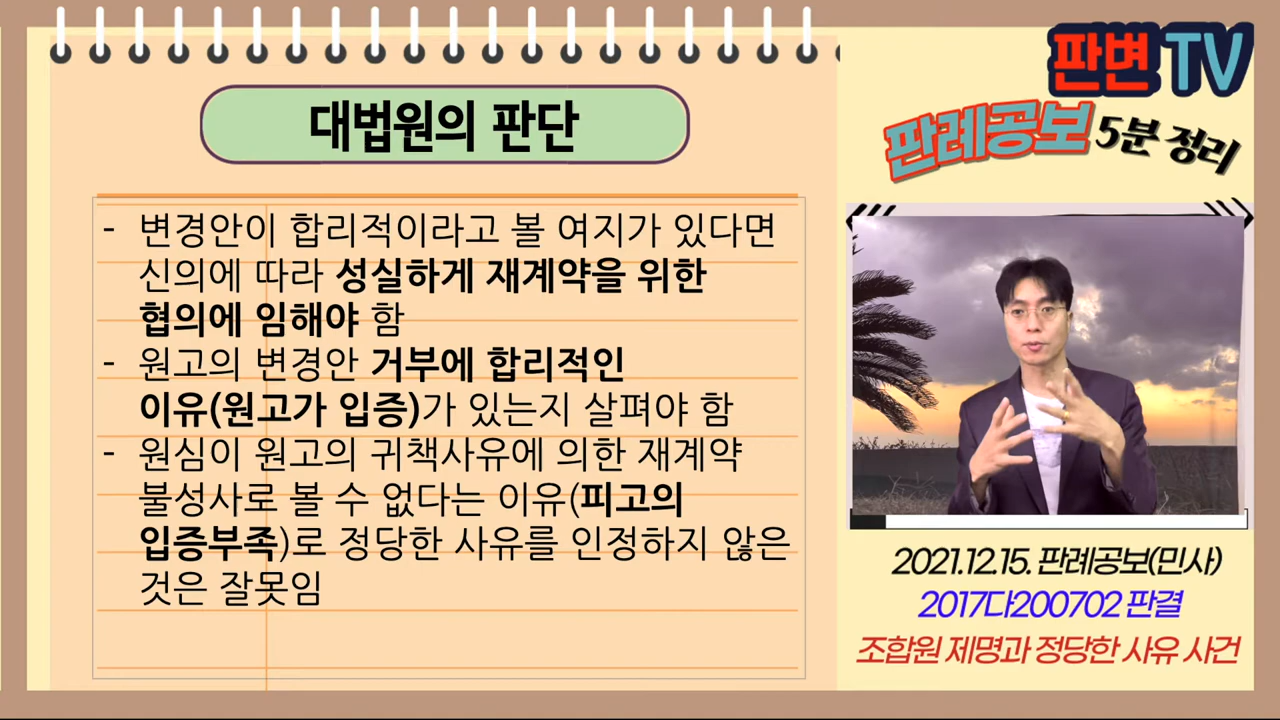 대법원의 판단
- 변경안이 합리적이라고 볼 여지가 있다면
신의에 따라 성실하게 재계약을 위한
협의에 임해야 함
- 원고의 변경안 거부에 합리적인
이유(원고가 입증)가 있는지 살펴야 함
- 원심이 원고의 귀책사유에 의한 재계약
불성사로 볼 수 없다는 이유(피고의
입증부족)로 정당한 사유를 인정하지 않은
것은 잘못임
판변 TV
판례공보 5분 정리
2021.12.15. 판례공보(민사)
2017다200702 판결
조합원 제명과 정당한 사유 사건